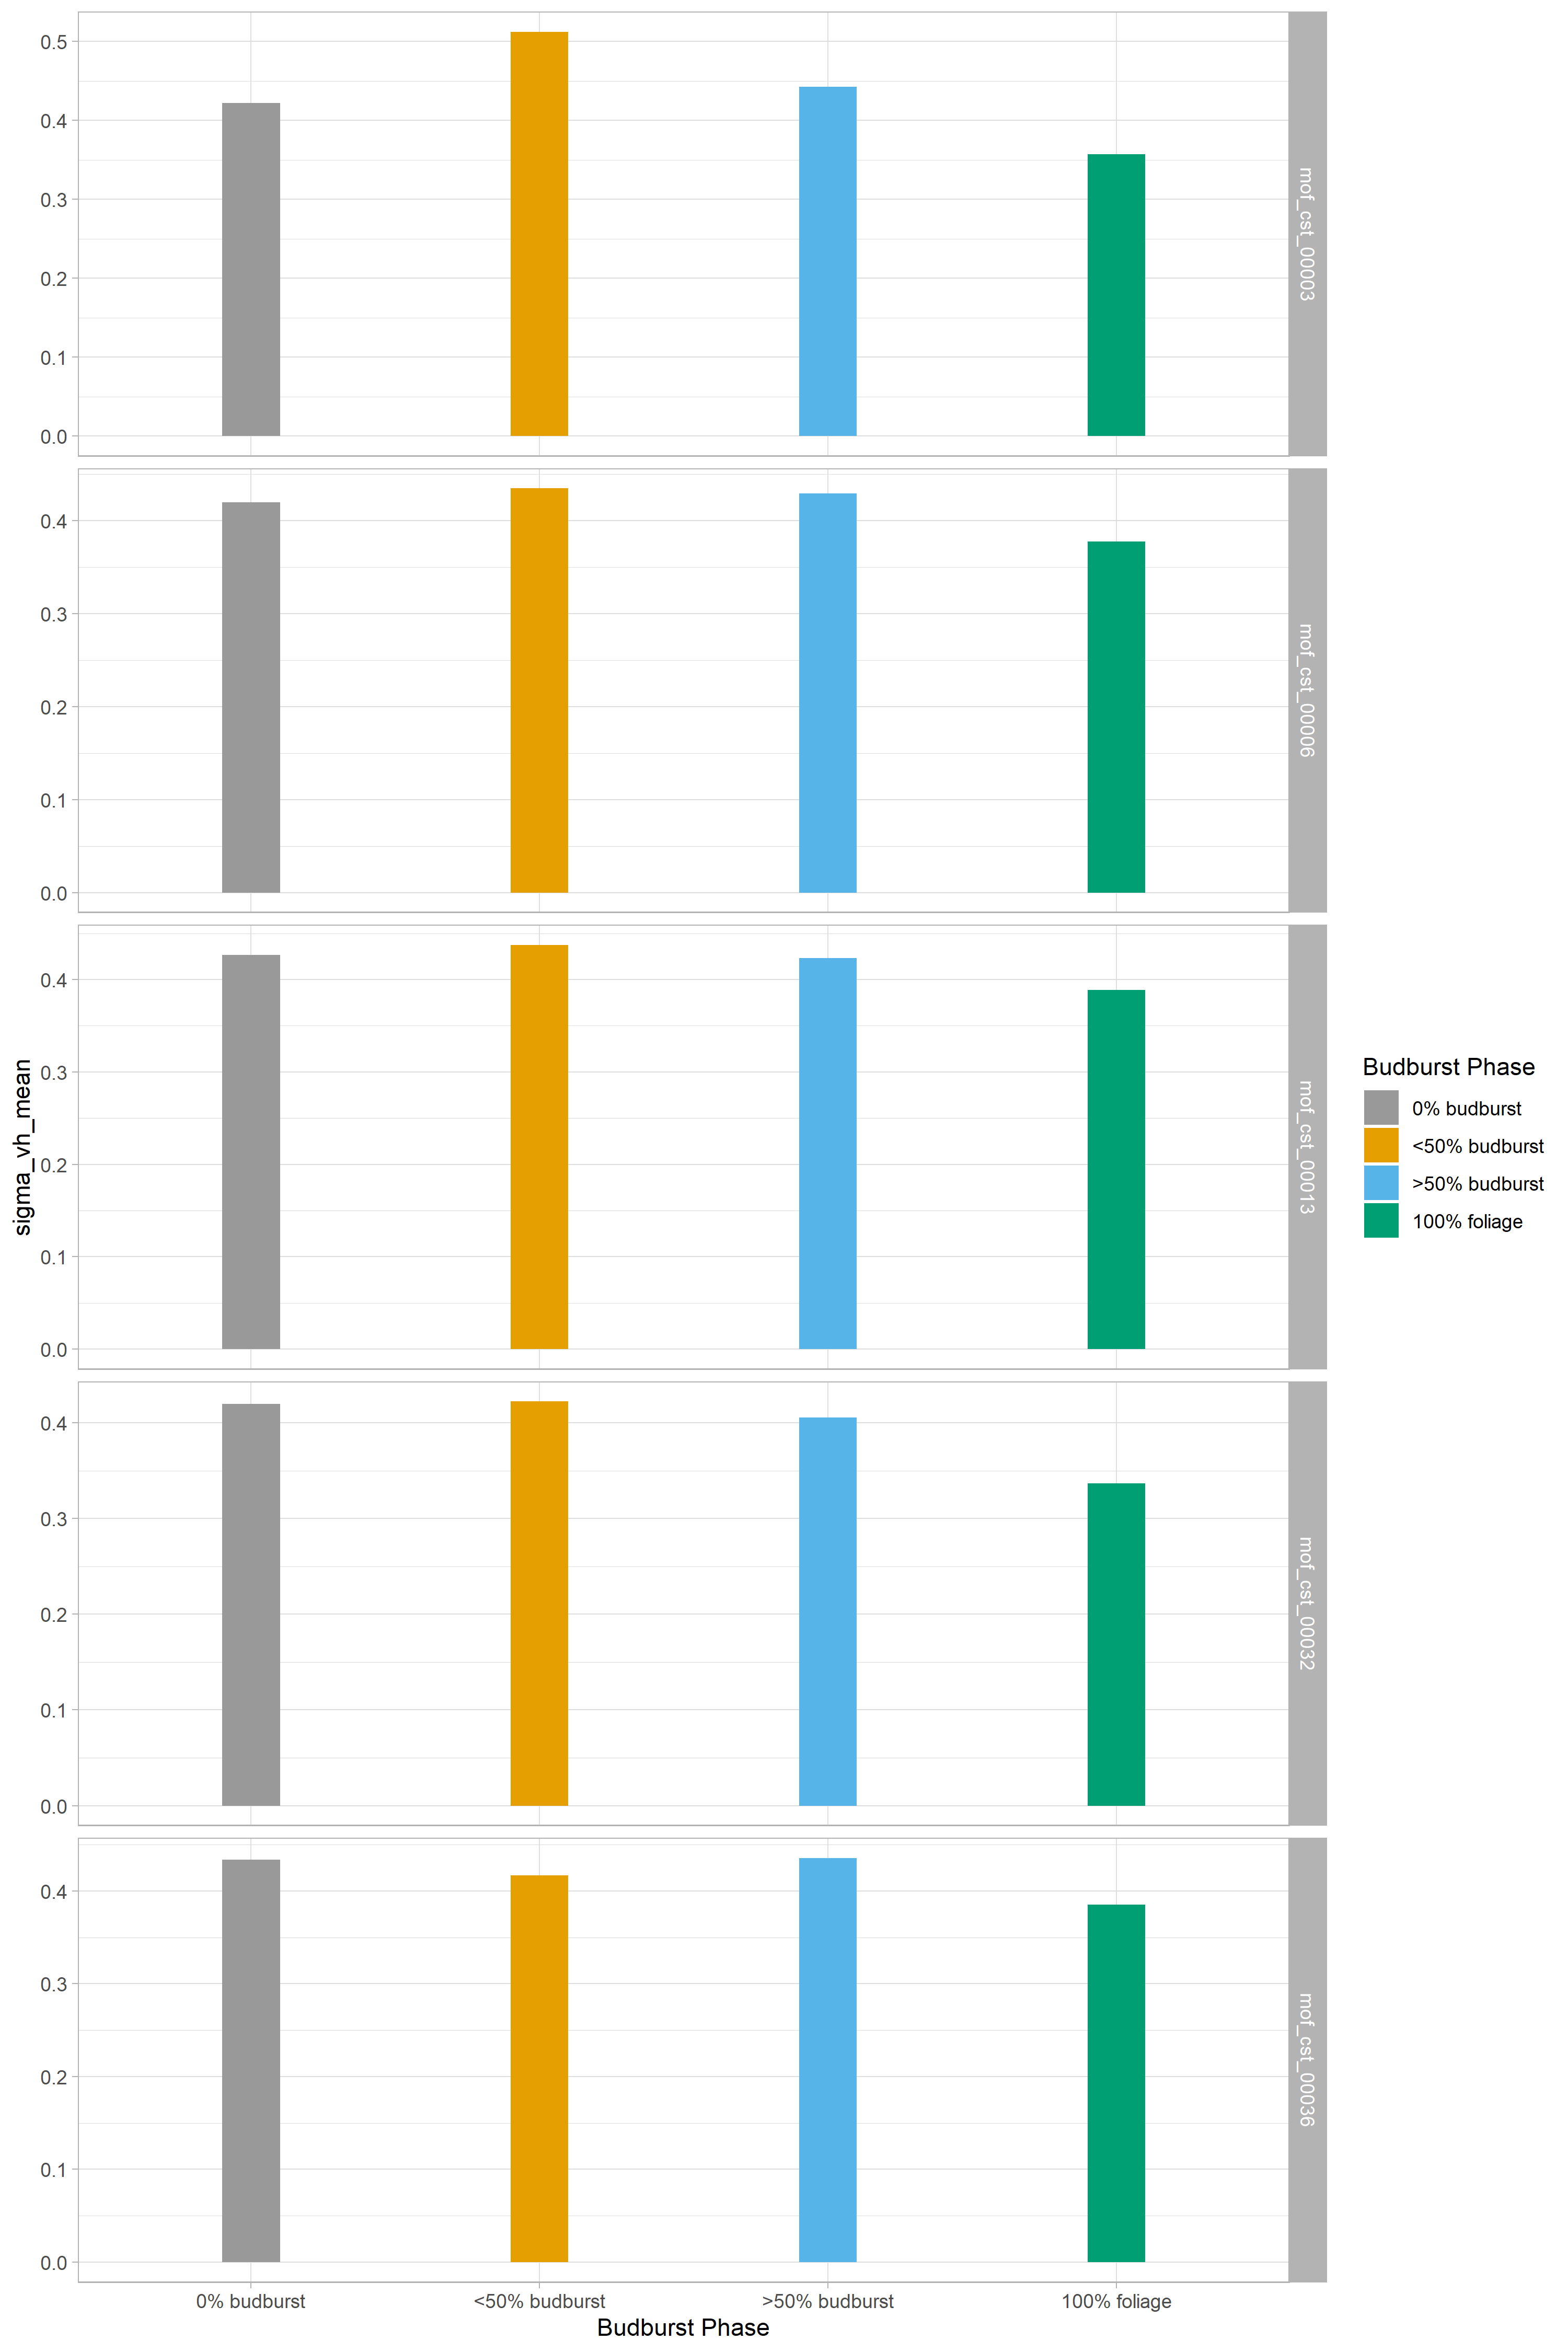 0.5
0.4
0.3
0.2
0.1
0.0
mof_cst_00003
0.4
0.3
0.2
0.1
0.0
mof_cst_00006
0.4
0.3
0.2
0.1
0.0
mof_cst_00013
0.4
0.3
0.2
0.1
0.0
mof_cst_00032
0.4
0.3
0.2
0.1
0.0
mof_cst_00036
0% budburst
<50% budburst
>50% budburst
100% foliage
Budburst Phase
sigma_vh_mean
Budburst Phase
0% budburst
<50% budburst
>50% budburst
100% foliage